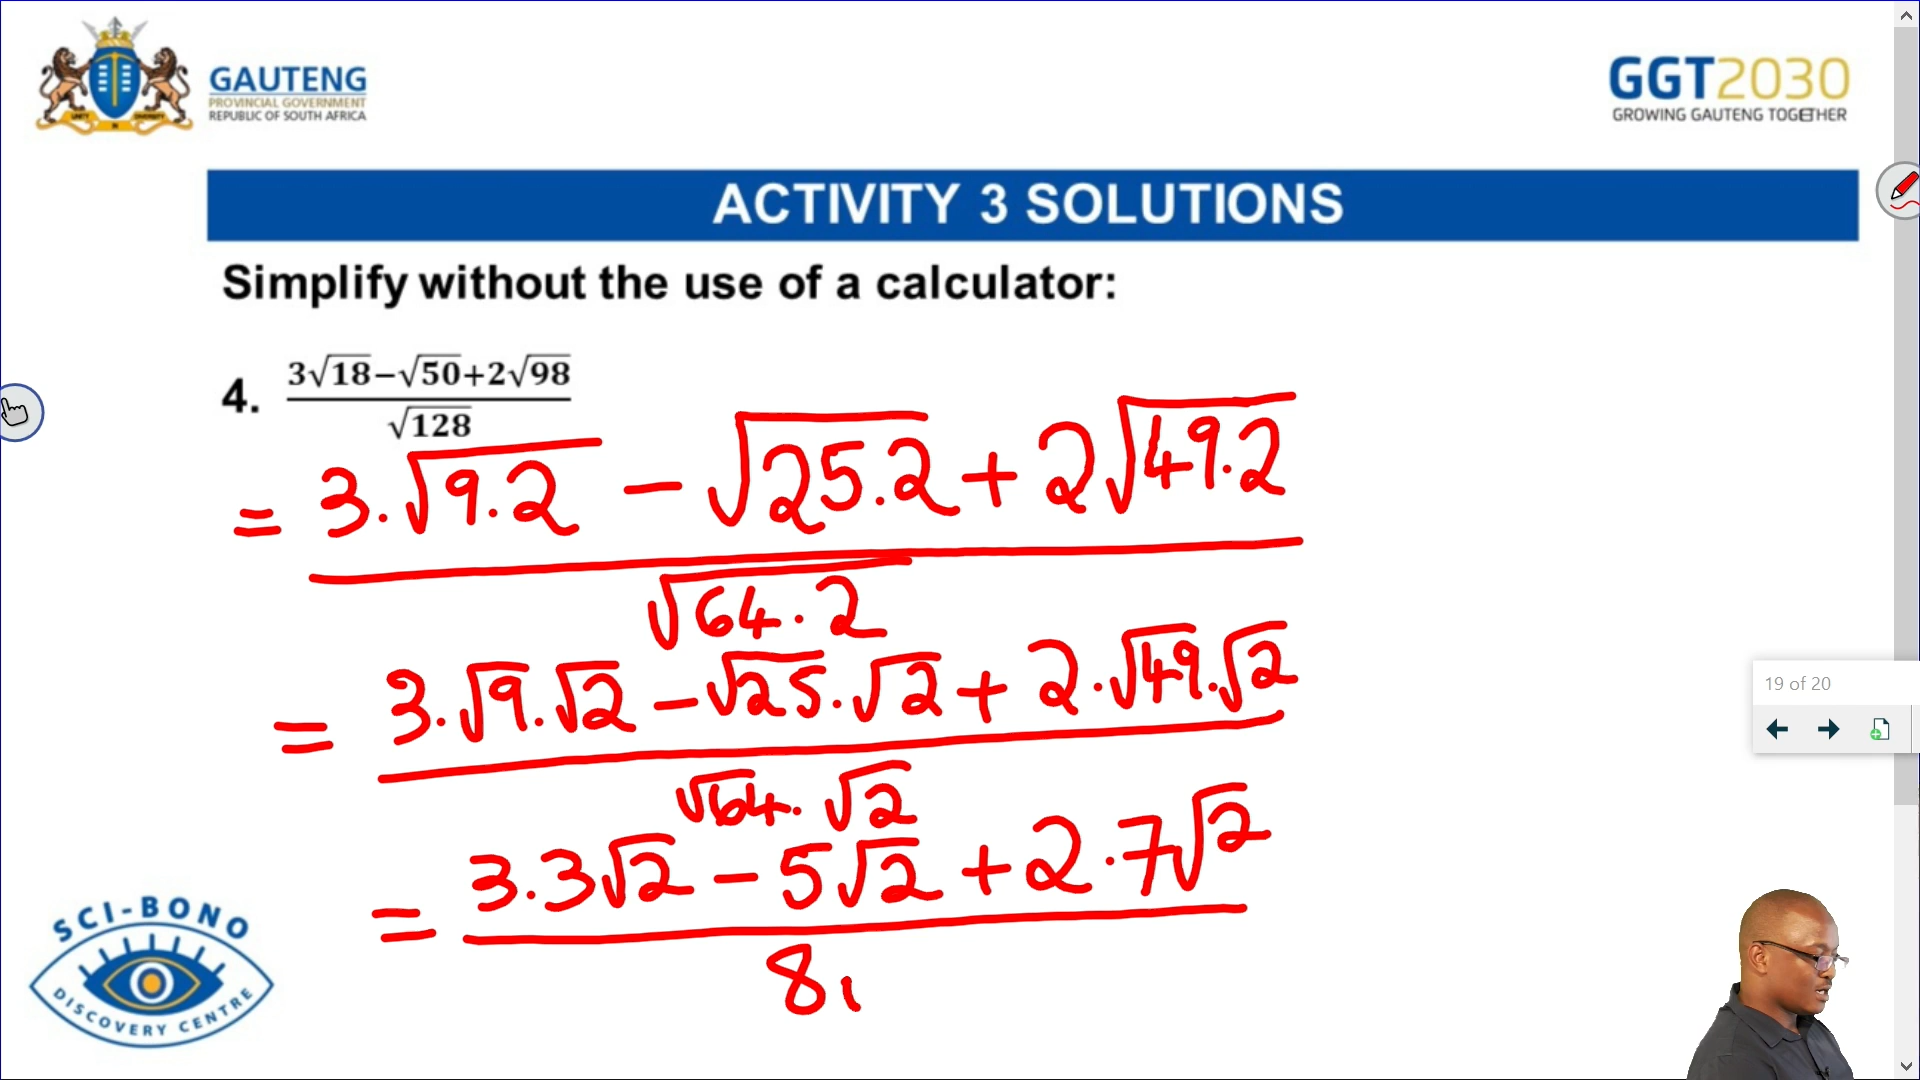 GAUTENG
PROVINCIAL GOVERNMENT
REPUBLIC OF SOUTH AFRICA
GGT2030
GROWING GAUTENG TOGETHER
ACTIVITY 3 SOLUTIONS
Simplify without the use of a calculator:
4. (3√18−√50+2√98)/√128
= (3.√9.2 − √25.2 + 2√49.2)/√64.2
= (3.√9.√2 − √25.√2 + 2.√49.√2)/√64.√2
= (3.3√2 − 5√2 + 2.7√2)/8
19 of 20
SCI-BONO
DISCOVERY CENTRE